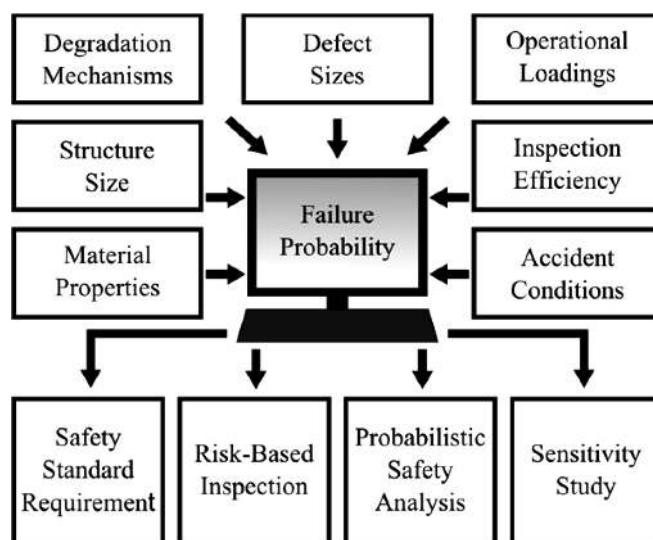 Degradation
Mechanisms
Defect
Sizes
Operational
Loadings
Structure
Size
Inspection
Efficiency
Failure
Probability
Material
Properties
Accident
Conditions
Safety
Standard
Requirement
Risk-Based
Inspection
Probabilistic
Safety
Analysis
Sensitivity
Study